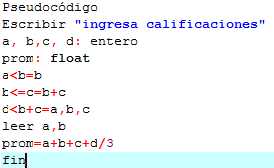 Pseudocódigo
Escribir "ingresa calificaciones"
a, b,c, d: entero
prom: float
a<b=b
b<=c=b+c
d<b+c=a,b,c
leer a,b
prom=a+b+c+d/3
fin